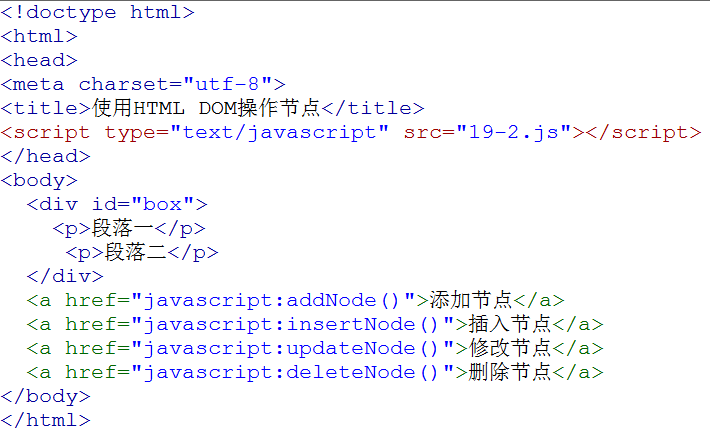 <!doctype html>
<html>
<head>
<meta charset="utf-8">
<title>使用HTML DOM操作节点</title>
<script type="text/javascript" src="19-2.js"></script>
</head>
<body>
  <div id="box">
    <p>段落一</p>
     <p>段落二</p>
  </div>
  <a href="javascript:addNode()">添加节点</a>
  <a href="javascript:insertNode()">插入节点</a>
  <a href="javascript:updateNode()">修改节点</a>
  <a href="javascript:deleteNode()">删除节点</a>
</body>
</html>